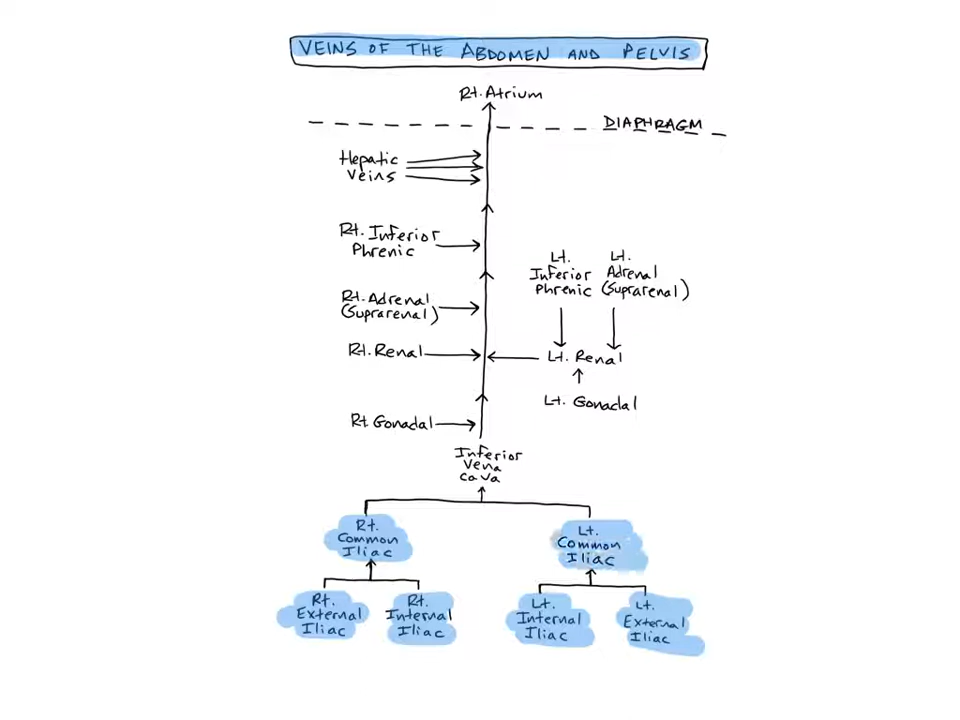 VEINS OF THE ABDOMEN AND PELVIS
Rt. Atrium
DIAPHRAGM
Hepatic
Veins
Rt. Inferior
Phrenic
Lt.
Inferior
Phrenic
Lt.
Adrenal
(Suprarenal)
Rt. Adrenal
(Suprarenal)
Rt. Renal
Lt. Renal
Lt. Gonadal
Rt Gonadal
Inferior
Vena
Cava
Rt.
Common
Iliac
Lt.
Common
Iliac
Rt.
External
Iliac
Rt.
Internal
Iliac
Lt.
Internal
Iliac
Lt.
External
Iliac